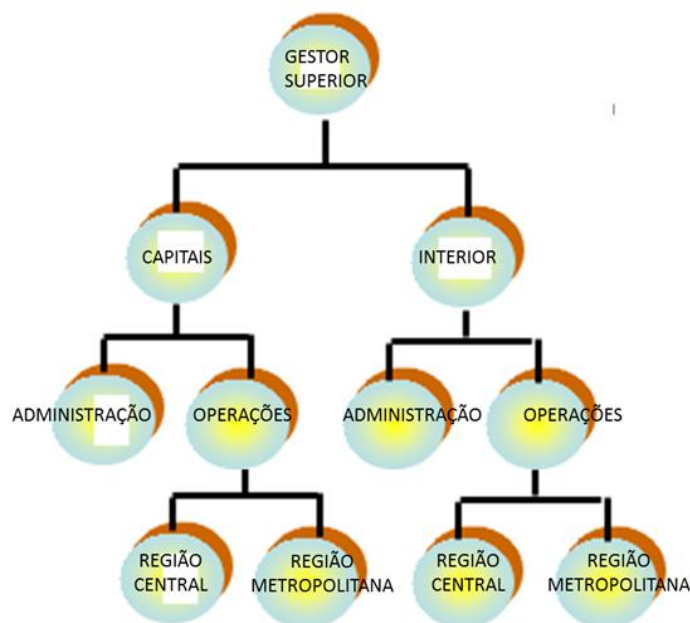 GESTOR
SUPERIOR
CAPITAIS
INTERIOR
ADMINISTRAÇÃO
OPERAÇÕES
ADMINISTRAÇÃO
OPERAÇÕES
REGIÃO
CENTRAL
REGIÃO
METROPOLITANA
REGIÃO
CENTRAL
REGIÃO
METROPOLITANA